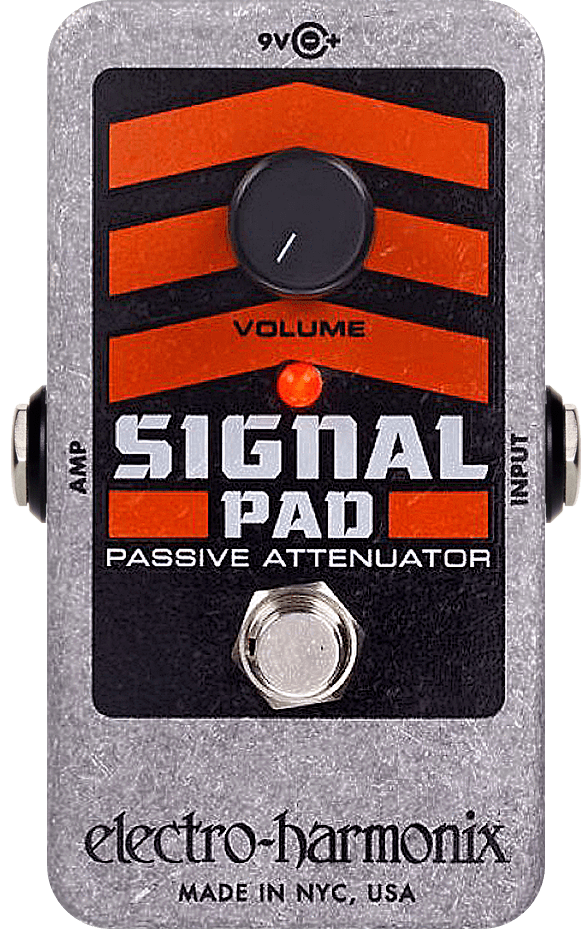 9V +
VOLUME
AMP
INPUT
SIGNAL
PAD
PASSIVE ATTENUATOR
electro-harmonix
MADE IN NYC, USA